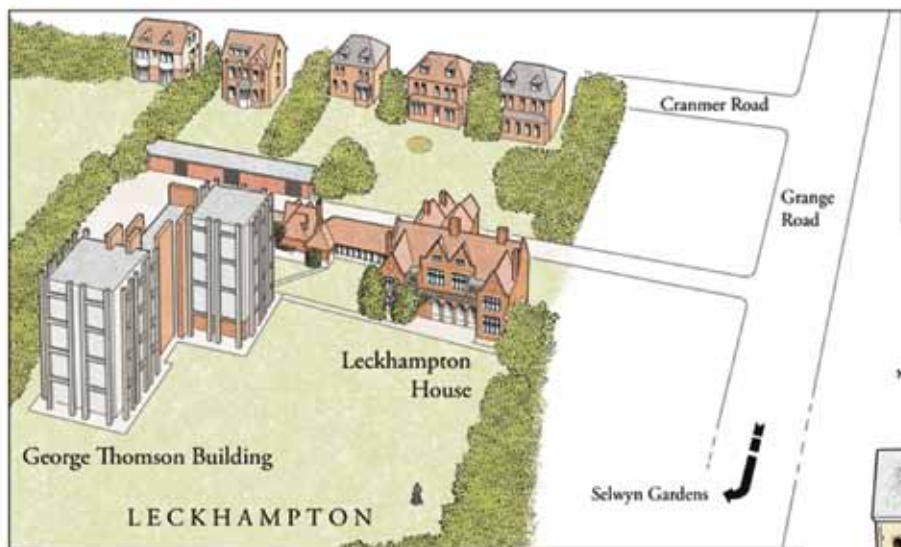 Cranmer Road
Grange
Road
Leckhampton
House
George Thomson Building
Selwyn Gardens
LECKHAMPTON